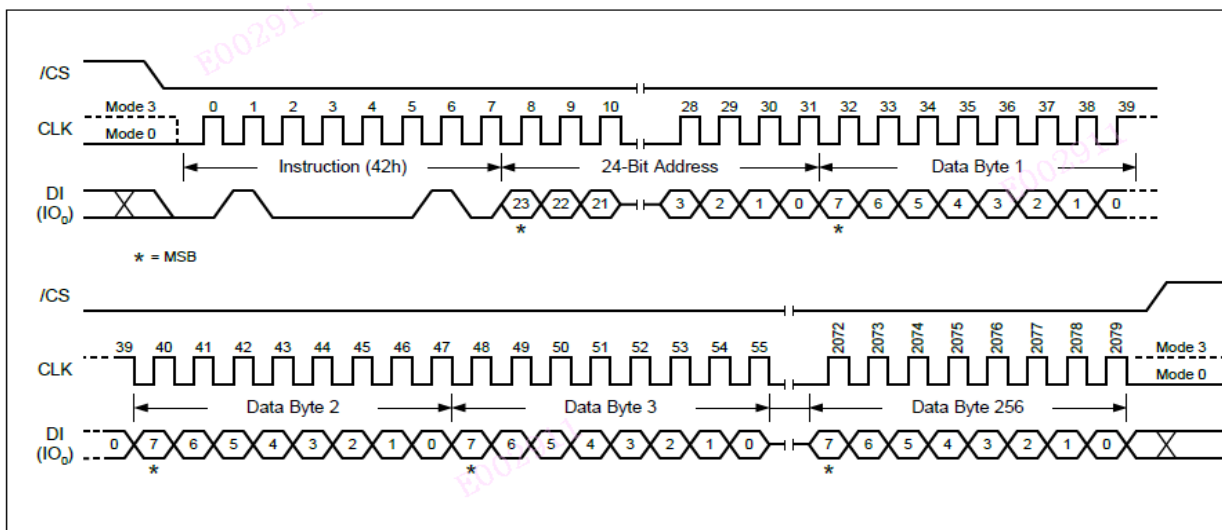 E002911
/CS
Mode 3 0 1 2 3 4 5 6 7 8 9 10 28 29 30 31 32 33 34 35 36 37 38 39
CLK Mode 0
Instruction (42h) 24-Bit Address Data Byte 1
E002911
DI
(IO0) 23 22 21 3 2 1 0 7 6 5 4 3 2 1 0
* *
* = MSB
/CS
39 40 41 42 43 44 45 46 47 48 49 50 51 52 53 54 55 2072 2073 2074 2075 2076 2077 2078 2079 Mode 3
CLK Mode 0
Data Byte 2 Data Byte 3 Data Byte 256
DI
(IO0) 0 7 6 5 4 3 2 1 0 7 6 5 4 3 2 1 0 7 6 5 4 3 2 1 0
* * *
E002911